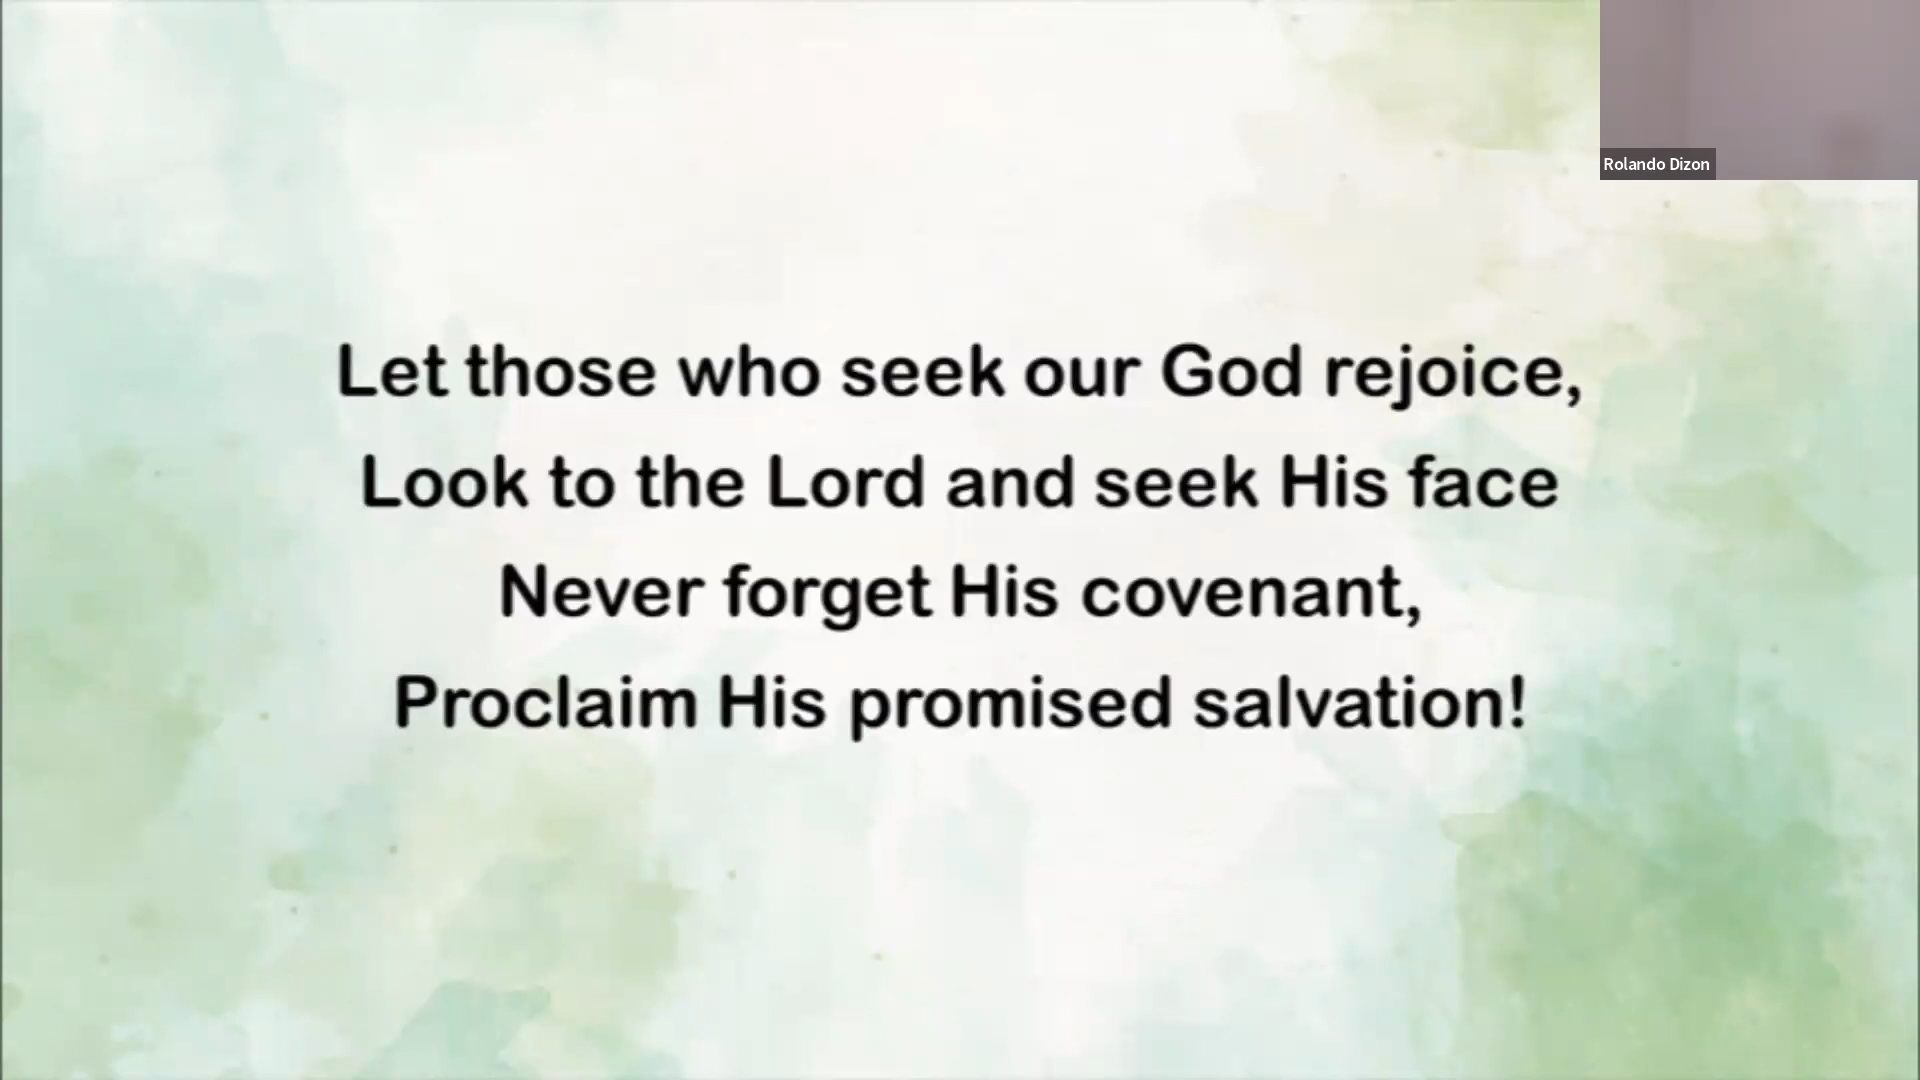 Rolando Dizon
Let those who seek our God rejoice,
Look to the Lord and seek His face
Never forget His covenant,
Proclaim His promised salvation!